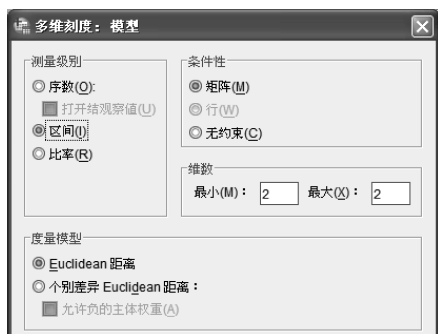 多维刻度：模型
测量级别
序数(O):
打开结观察值(U)
区间(I)
比率(R)
条件性
矩阵(M)
行(W)
无约束(C)
维数
最小(M)： 2 最大(X)： 2
度量模型
Euclidean 距离
个别差异 Euclidean 距离：
允许负的主体权重(A)